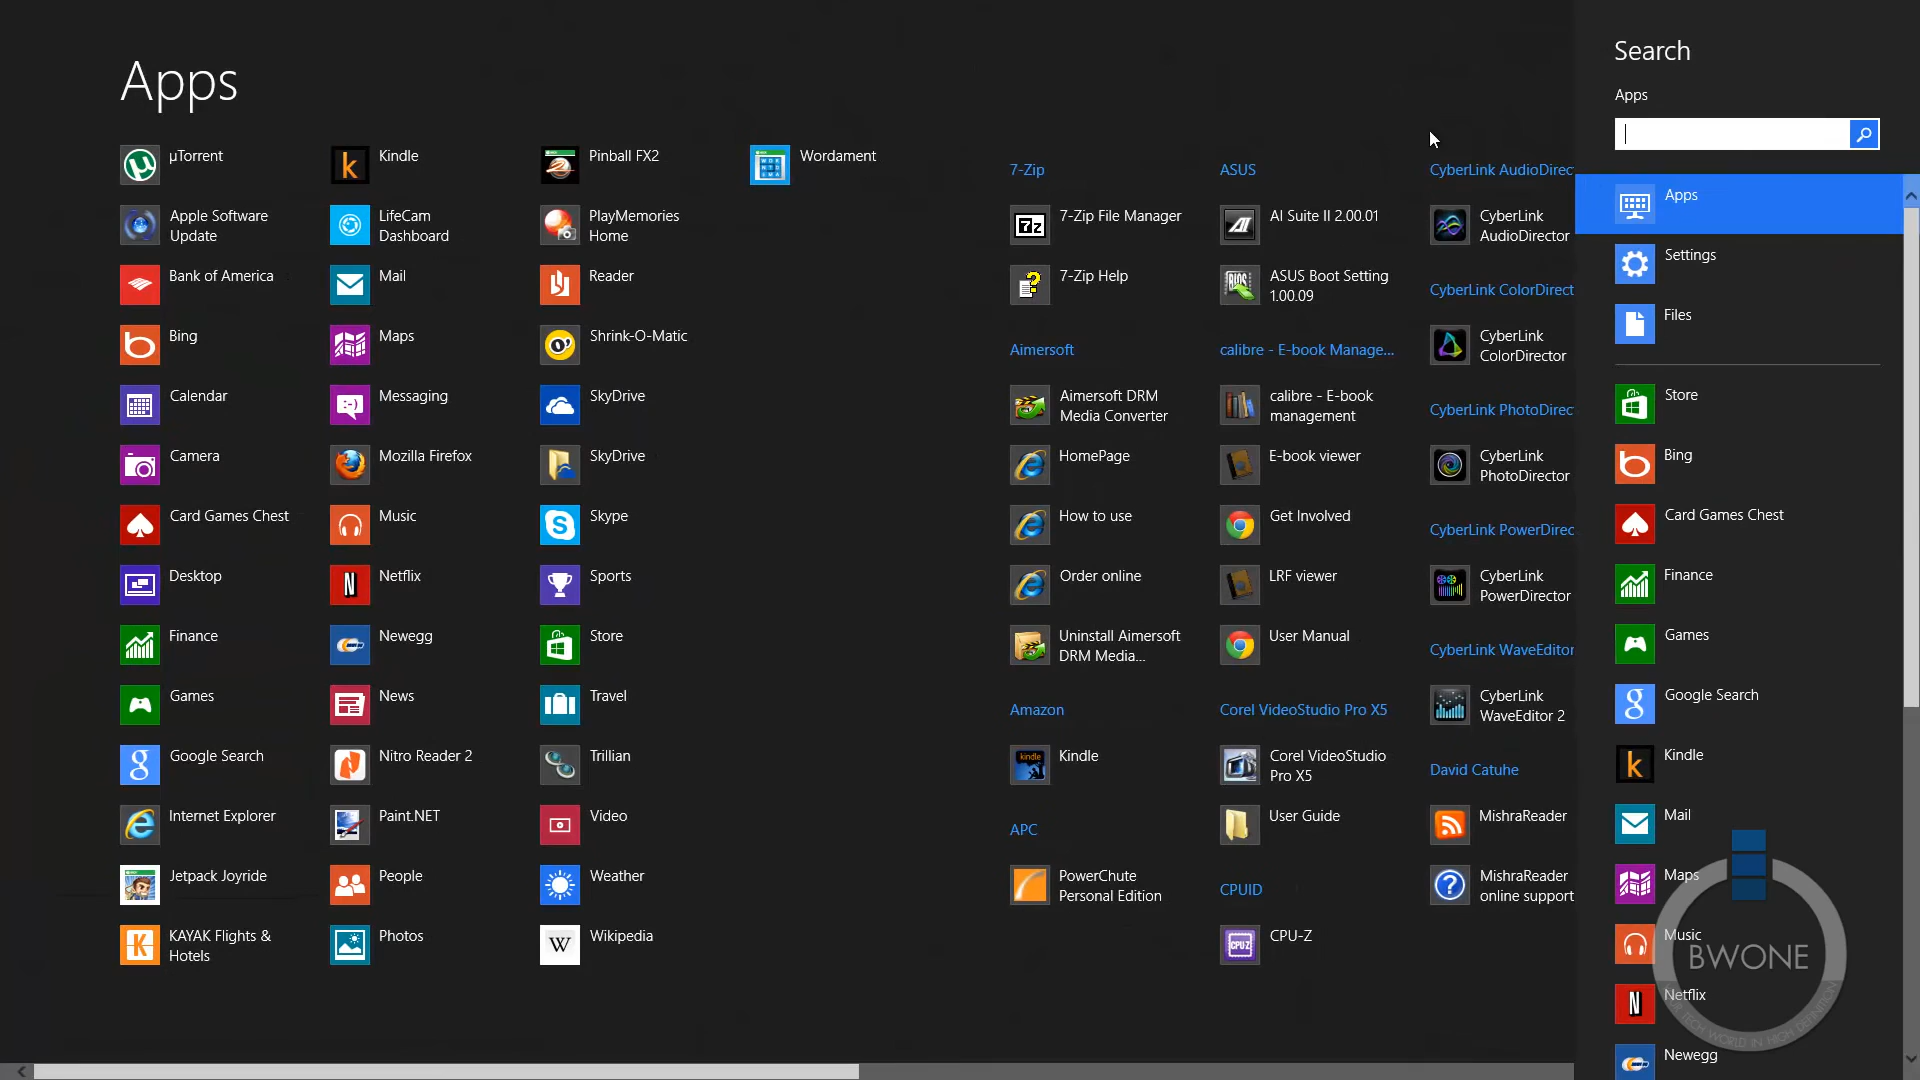 Apps
µTorrent
Apple Software
Update
Bank of America
Bing
Calendar
Camera
Card Games Chest
Desktop
Finance
Games
Google Search
Internet Explorer
Jetpack Joyride
KAYAK Flights &
Hotels
Kindle
LifeCam
Dashboard
Mail
Maps
Messaging
Mozilla Firefox
Music
Netflix
Newegg
News
Nitro Reader 2
Paint.NET
People
Photos
Pinball FX2
PlayMemories
Home
Reader
Shrink-O-Matic
SkyDrive
SkyDrive
Skype
Sports
Store
Travel
Trillian
Video
Weather
Wikipedia
Wordament
7-Zip
7-Zip File Manager
7-Zip Help
Aimersoft
Aimersoft DRM
Media Converter
HomePage
How to use
Order online
Uninstall Aimersoft
DRM Media...
Amazon
Kindle
APC
PowerChute
Personal Edition
ASUS
AI Suite II 2.00.01
ASUS Boot Setting
1.00.09
calibre - E-book Manage...
calibre - E-book
management
E-book viewer
Get Involved
LRF viewer
User Manual
Corel VideoStudio Pro X5
Corel VideoStudio
Pro X5
User Guide
CPUID
CPU-Z
CyberLink AudioDirec
CyberLink
AudioDirector
CyberLink ColorDirect
CyberLink
ColorDirector
CyberLink PhotoDirec
CyberLink
PhotoDirector
CyberLink PowerDirec
CyberLink
PowerDirector
CyberLink WaveEditor
CyberLink
WaveEditor 2
David Catuhe
MishraReader
MishraReader
online support
Search
Apps
Apps
Settings
Files
Store
Bing
Card Games Chest
Finance
Games
Google Search
Kindle
Mail
Maps
Music
Netflix
Newegg
BWONE